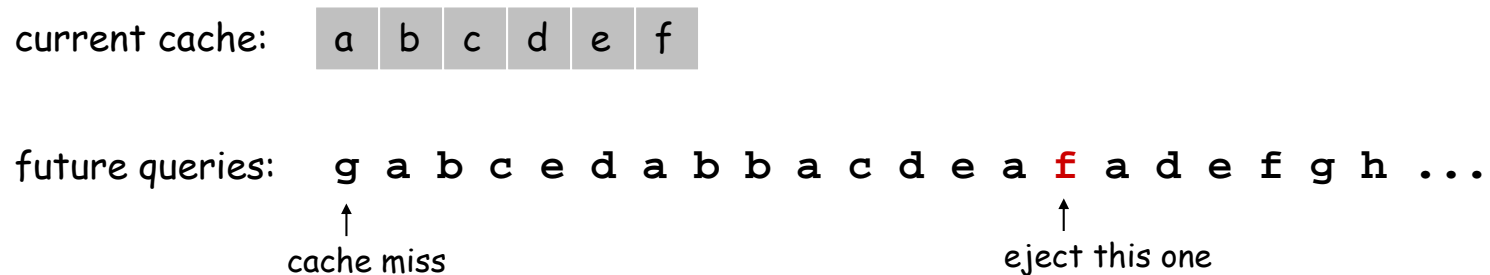 current cache: a b c d e f
future queries: g a b c e d a b b a c d e a f a d e f g h ...
cache miss
eject this one